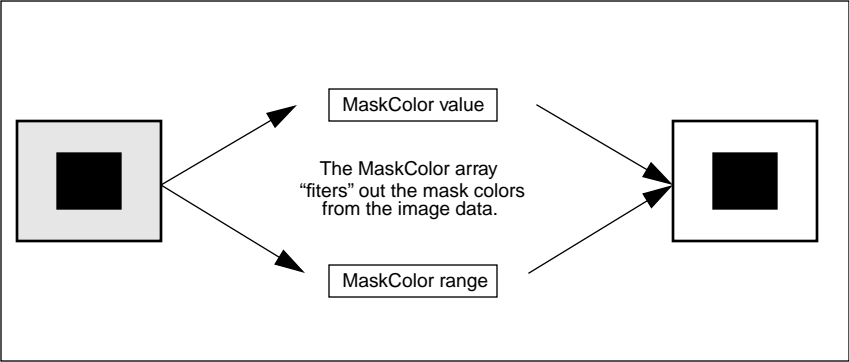 MaskColor value
The MaskColor array
“fiters” out the mask colors
from the image data.
MaskColor range